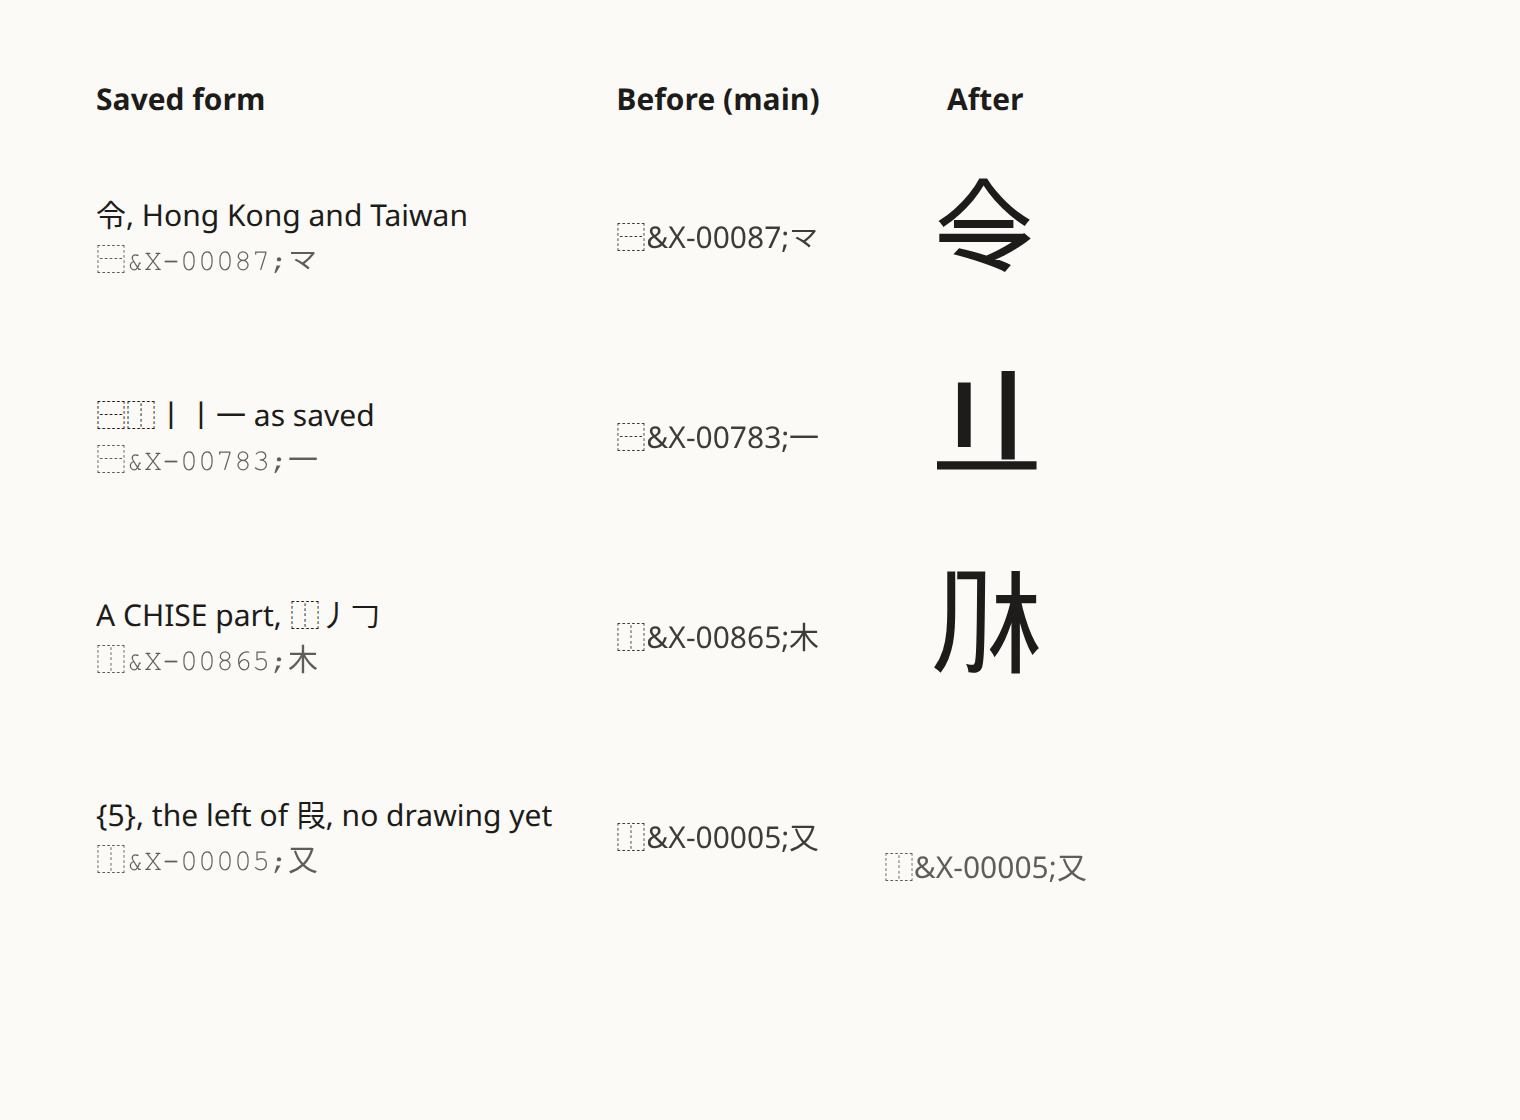 Saved form Before (main) After
令, Hong Kong and Taiwan
⿱&X-00087;マ
⿱&X-00087;マ
⿱⿰丨丨一 as saved
⿱&X-00783;一
⿱&X-00783;一
A CHISE part, ⿰丿𠃌
⿰&X-00865;木
⿰&X-00865;木
{5}, the left of 叚, no drawing yet
⿰&X-00005;又
⿰&X-00005;又
⿰&X-00005;又